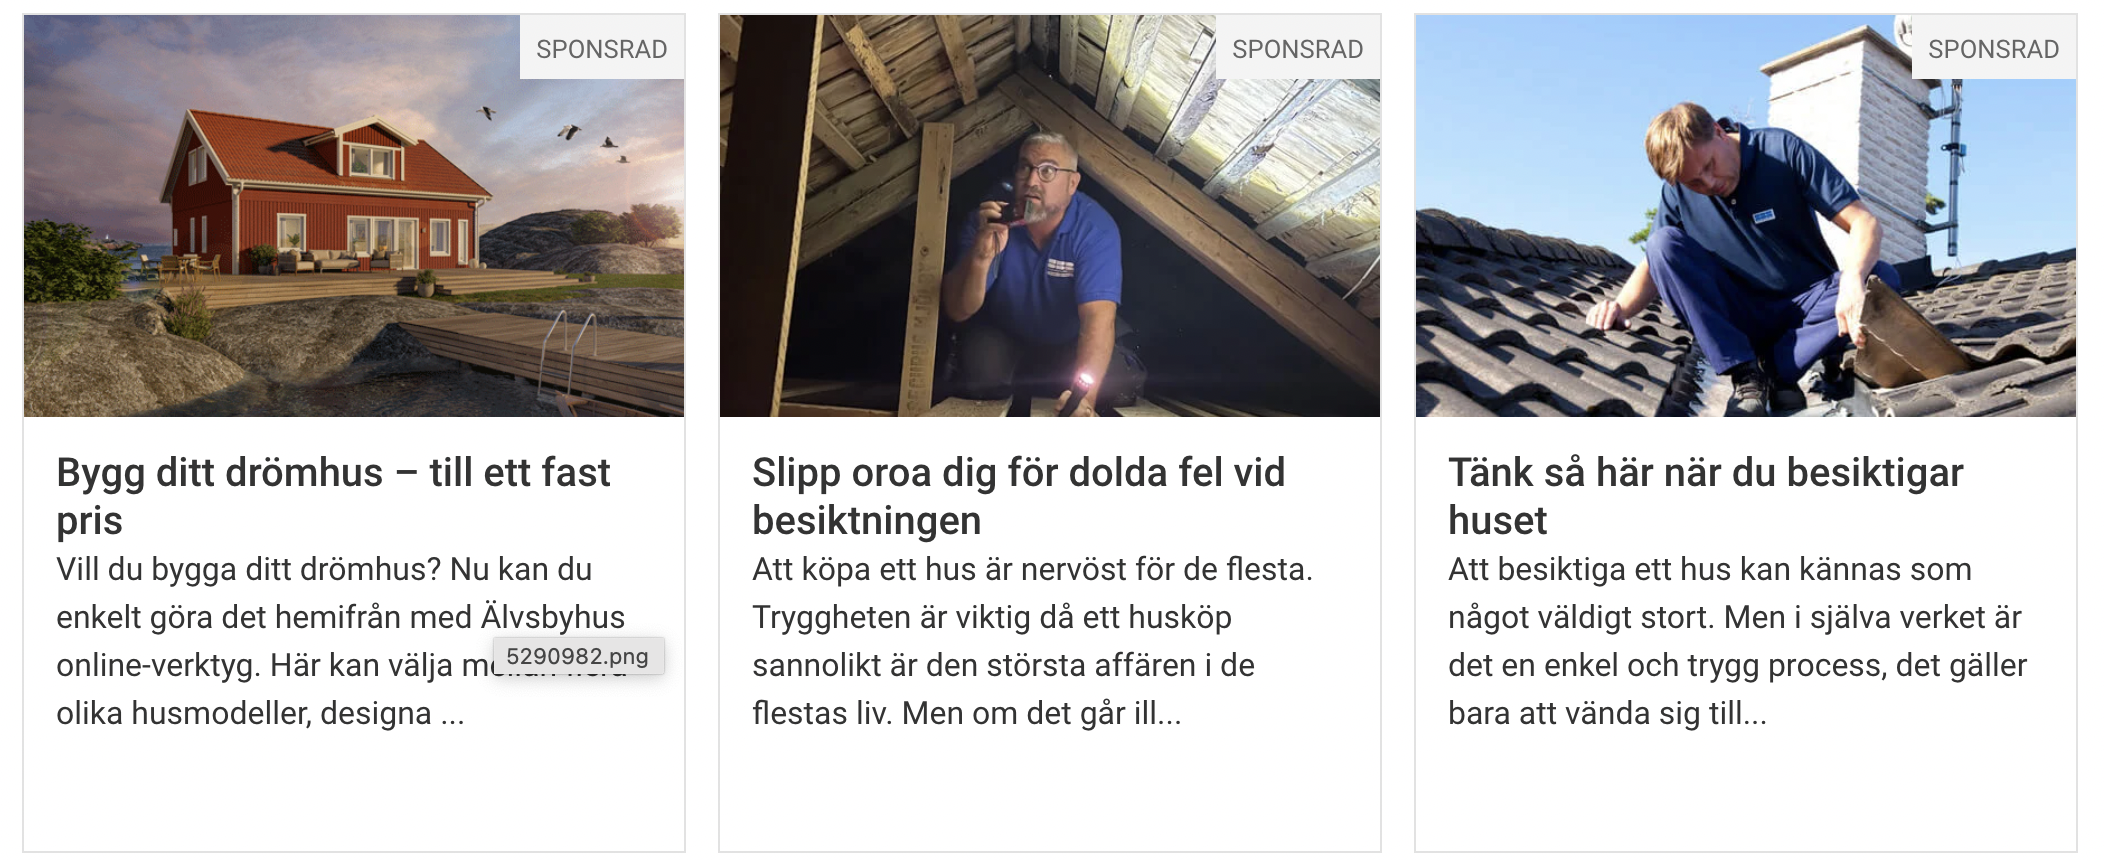 SPONSRAD
Bygg ditt drömhus – till ett fast
pris
Vill du bygga ditt drömhus? Nu kan du
enkelt göra det hemifrån med Älvsbyhus
online-verktyg. Här kan välja
5290982.png
olika husmodeller, designa ...
SPONSRAD
Slipp oroa dig för dolda fel vid
besiktningen
Att köpa ett hus är nervöst för de flesta.
Tryggheten är viktig då ett husköp
sannolikt är den största affären i de
flestas liv. Men om det går ill...
SPONSRAD
Tänk så här när du besiktigar
huset
Att besiktiga ett hus kan kännas som
något väldigt stort. Men i själva verket är
det en enkel och trygg process, det gäller
bara att vända sig till...